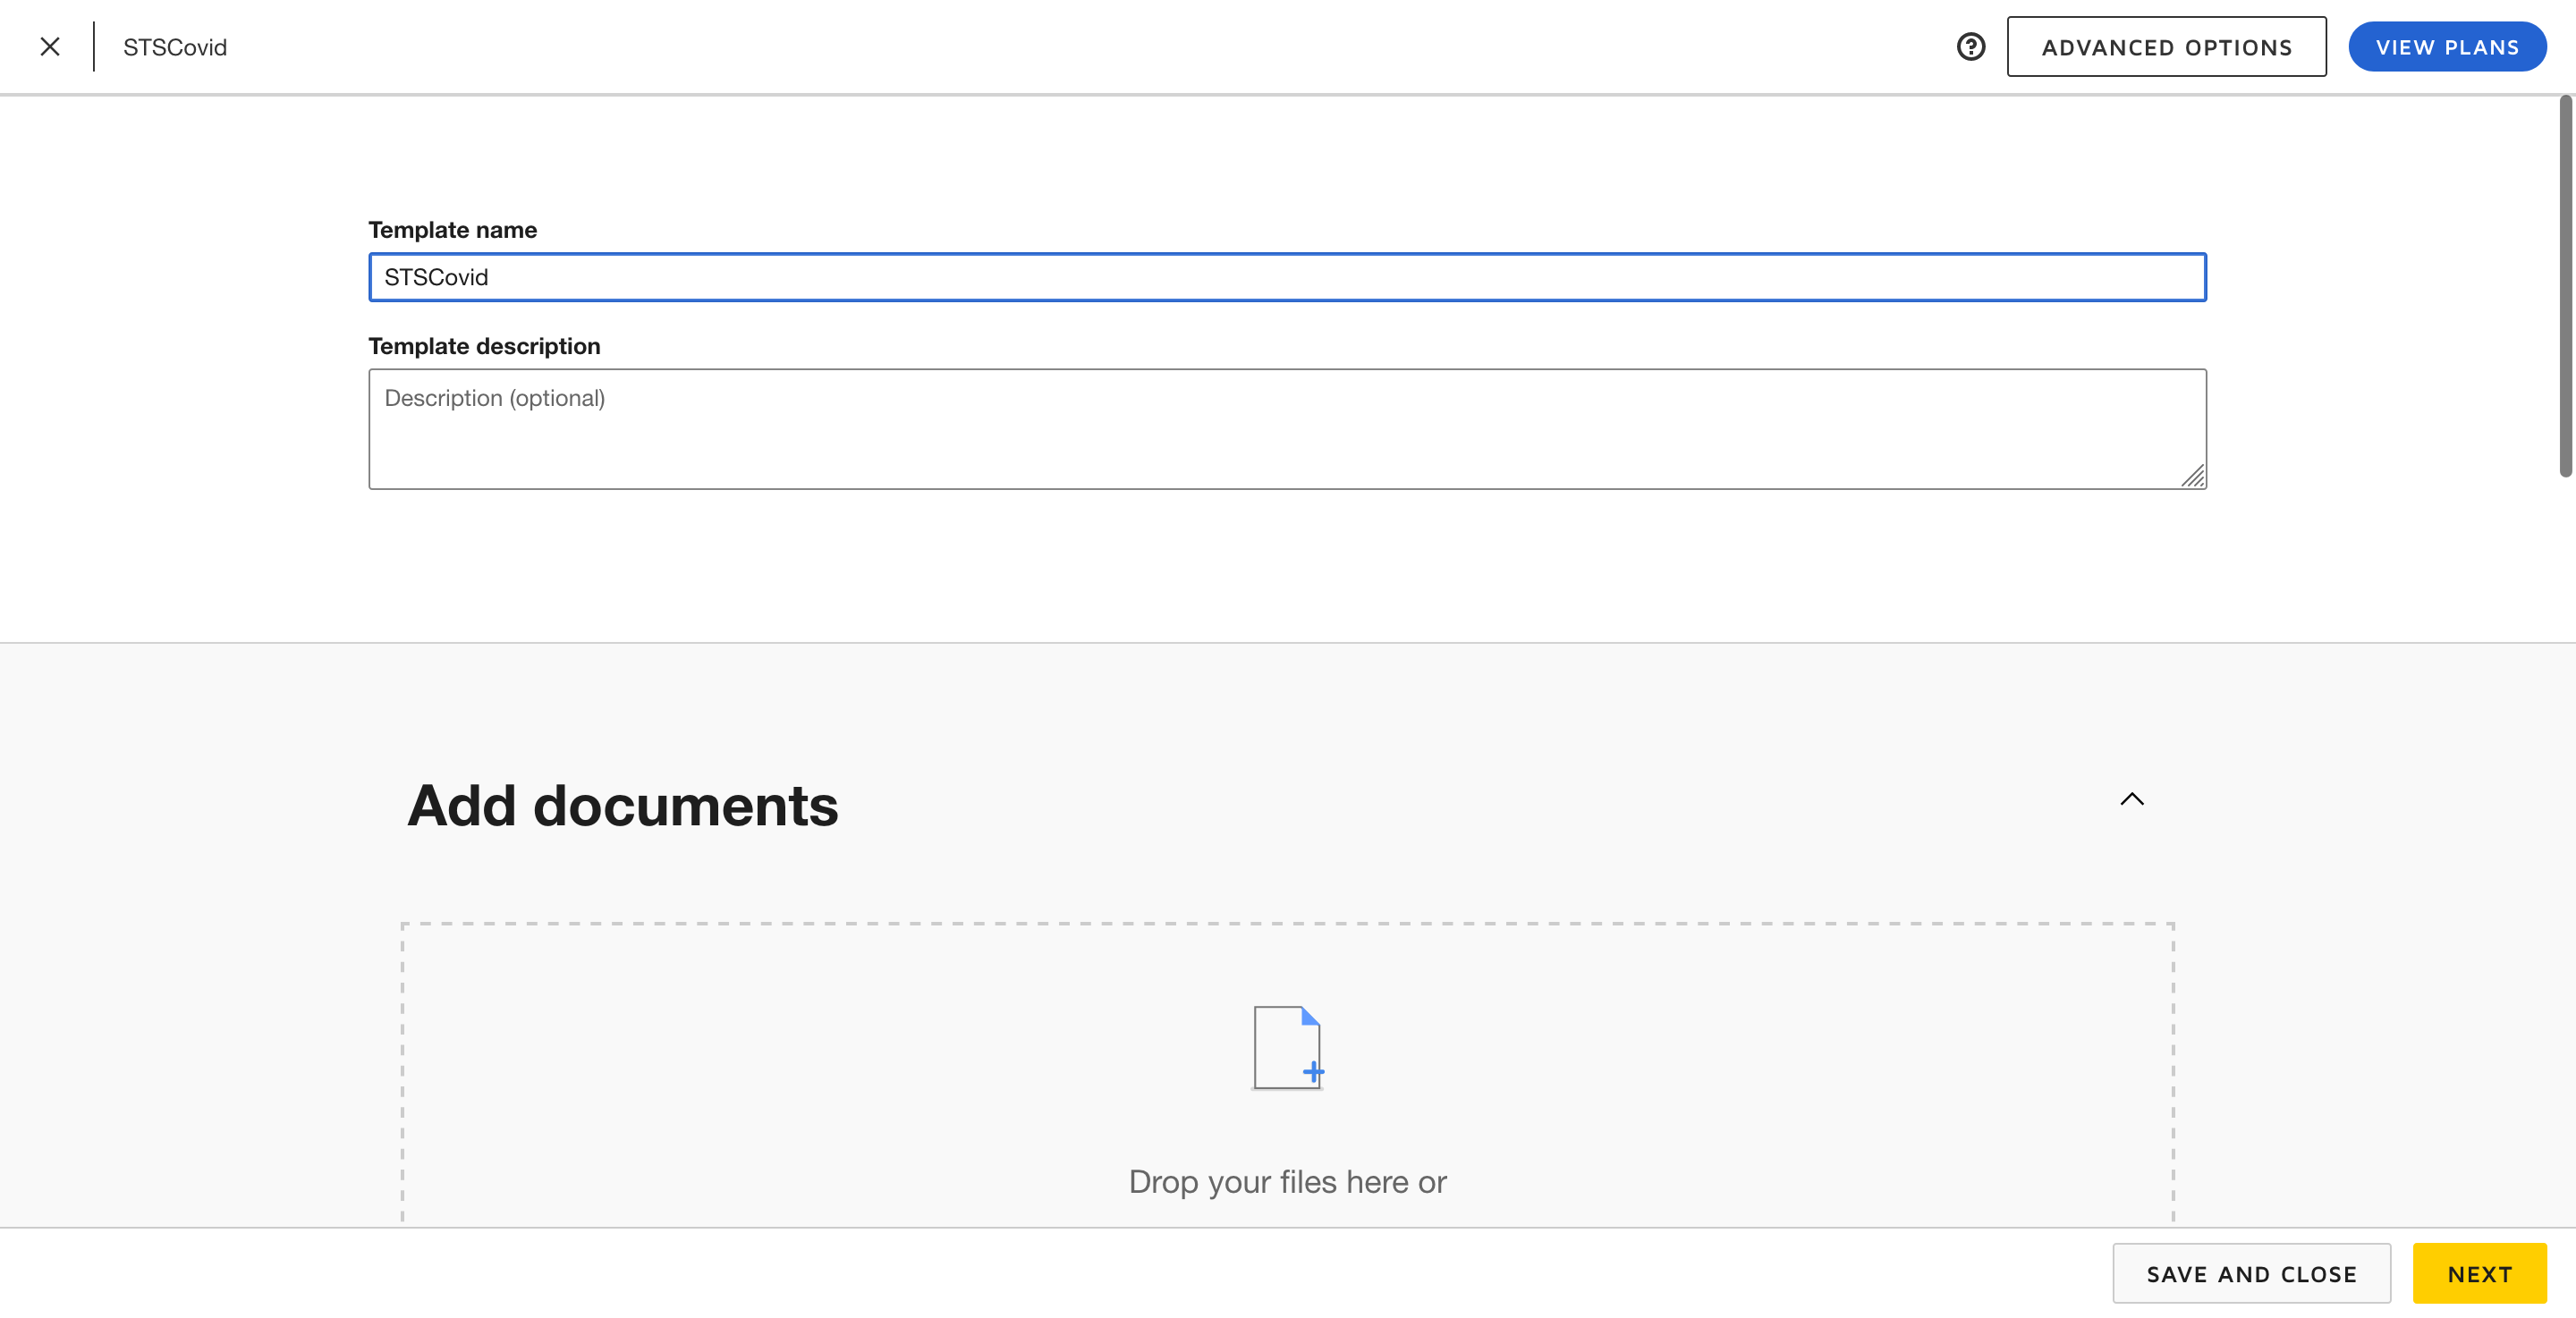 STSCovid
ADVANCED OPTIONS
VIEW PLANS
Template name
STSCovid
Template description
Description (optional)
Add documents
Drop your files here or
SAVE AND CLOSE
NEXT